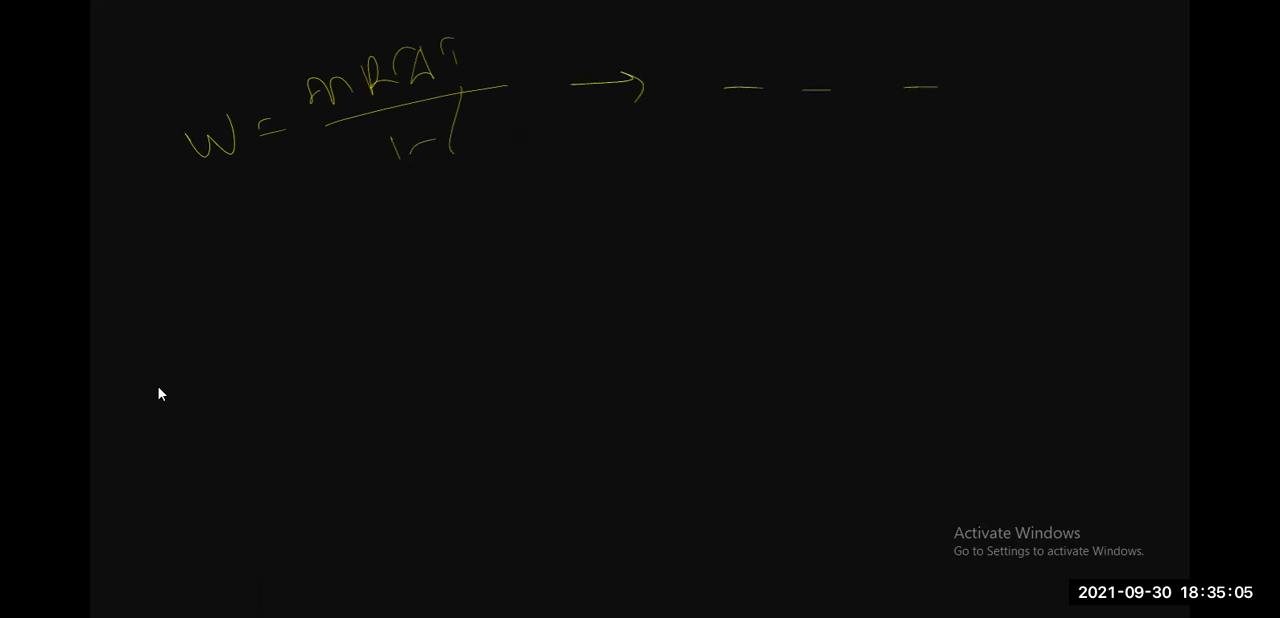 W = nRΔT / 1-γ → — — —
Activate Windows
Go to Settings to activate Windows.
2021-09-30 18:35:05